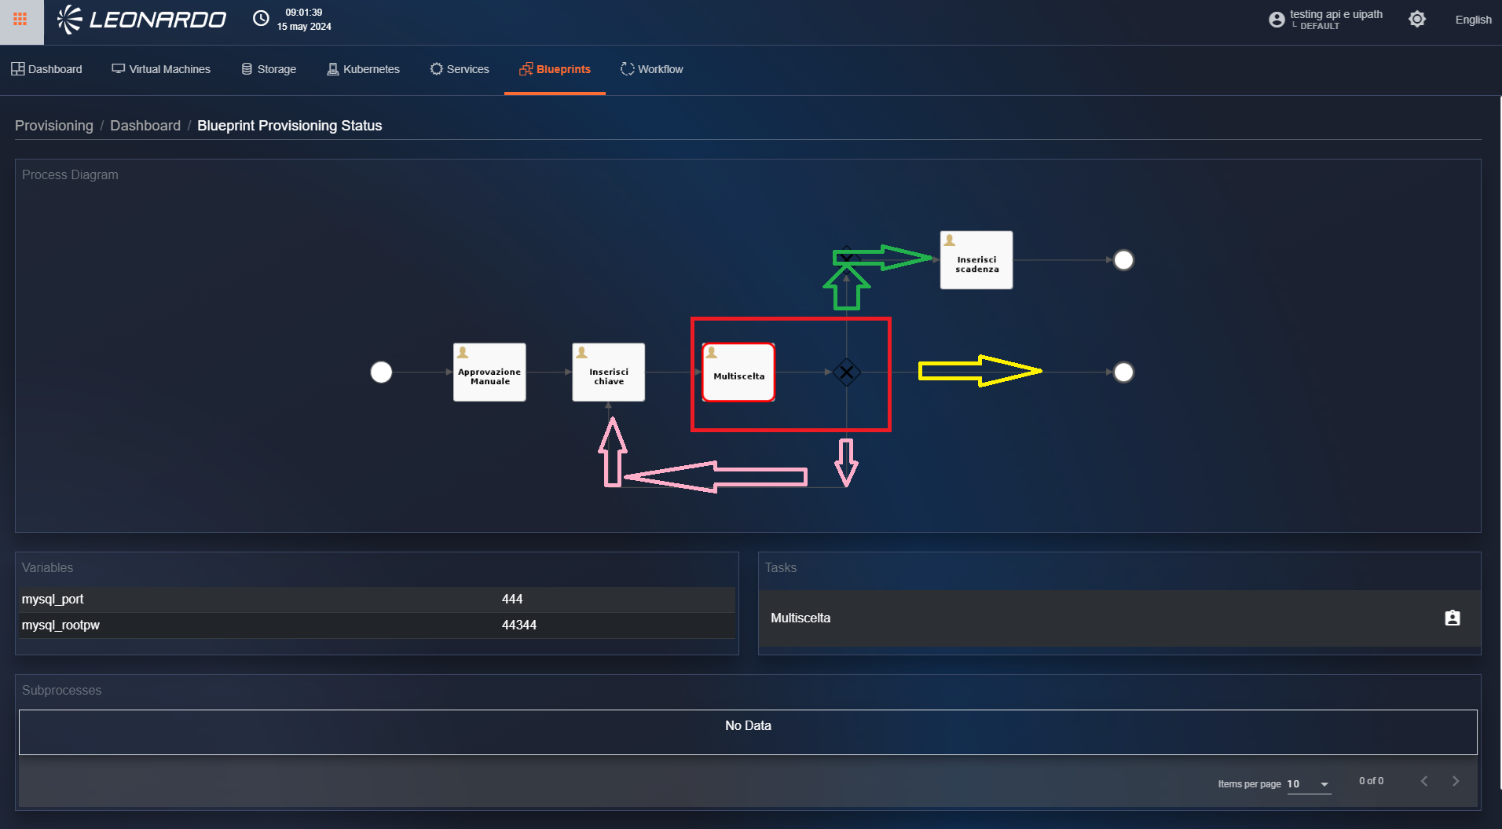 LEONARDO
09:01:39
15 may 2024
testing api e uipath
└ DEFAULT
English
Dashboard
Virtual Machines
Storage
Kubernetes
Services
Blueprints
Workflow
Provisioning / Dashboard / Blueprint Provisioning Status
Process Diagram
Inserisci
scadenza
Approvazione
Manuale
Inserisci
chiave
Multiscelta
Variables
mysql_port 444
mysql_rootpw 44344
Tasks
Multiscelta
Subprocesses
No Data
Items per page 10
0 of 0